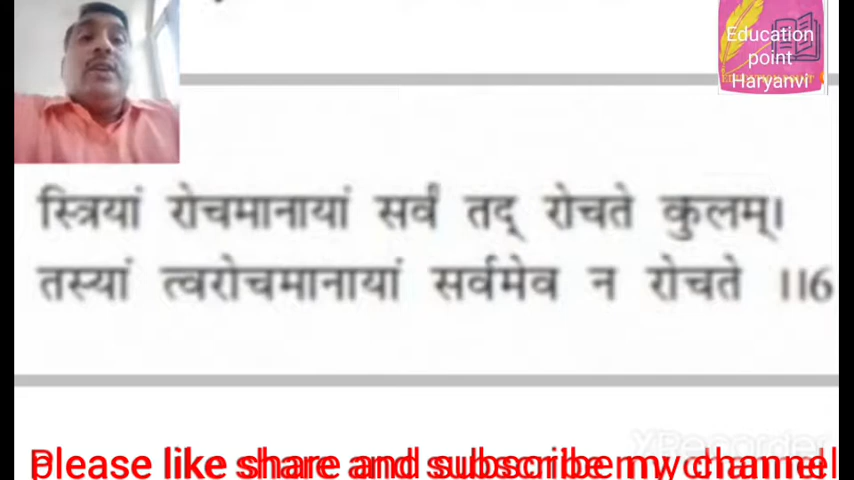 Education
point
Haryanvi
स्त्रियां रोचमानायां सर्वं तद् रोचते कुलम्।
तस्यां त्वरोचमानायां सर्वमेव न रोचते ।।6
XRecorder
Please like share and subscribe my channel